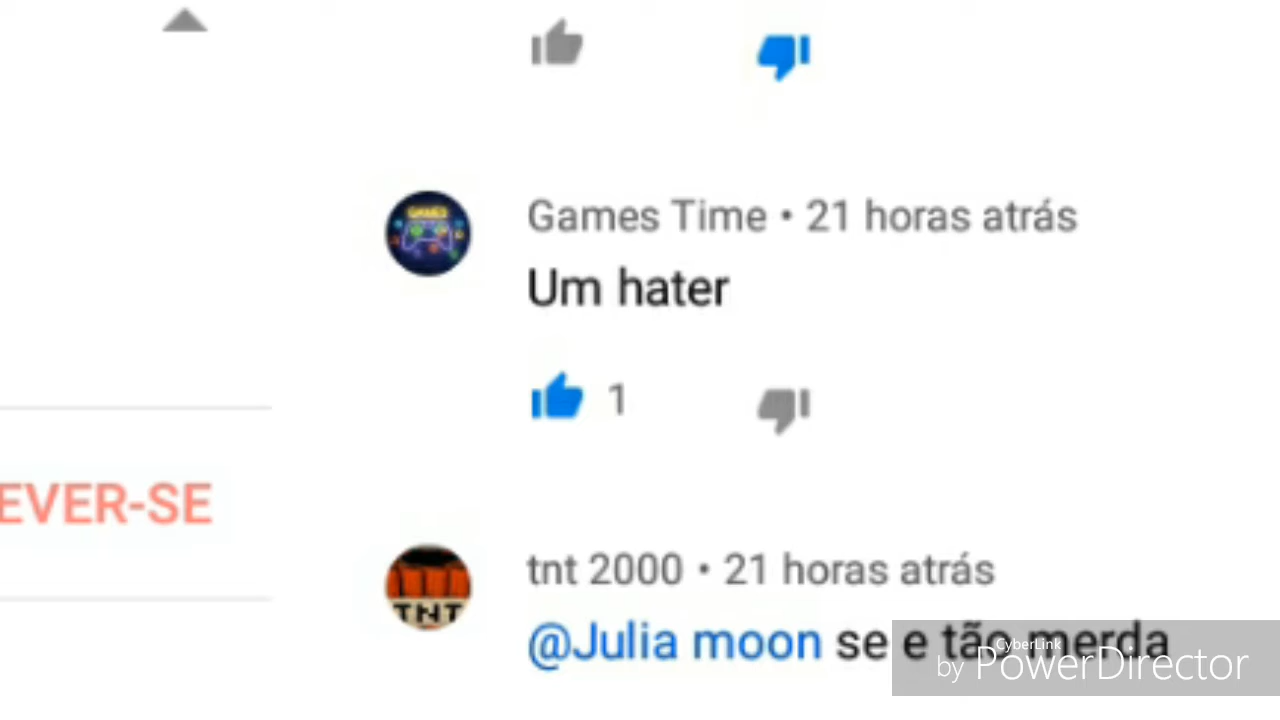 Games Time • 21 horas atrás
Um hater
1
EVER-SE
tnt 2000 • 21 horas atrás
TNT
@Julia moon se e tão merda
CyberLink
by PowerDirector